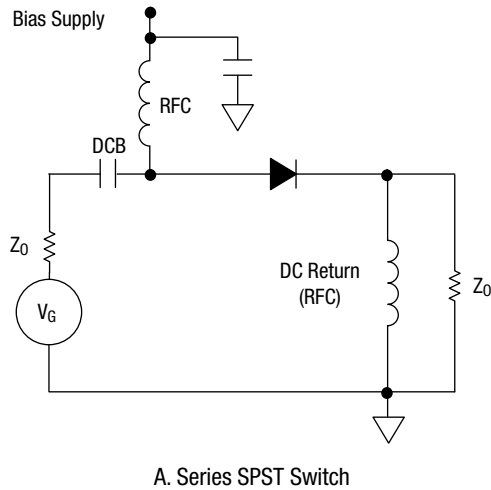 Bias Supply
RFC
DCB
Z0
VG
DC Return
(RFC)
Z0
A. Series SPST Switch